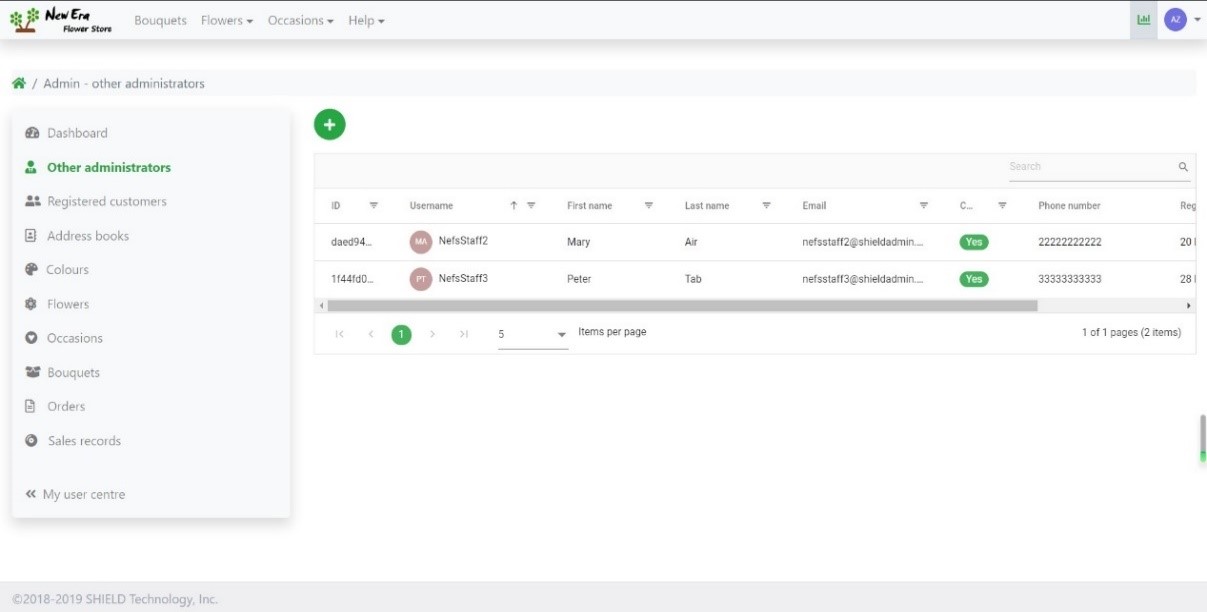 New Era
Flower Store
Bouquets Flowers Occasions Help
AZ
/ Admin - other administrators
Dashboard
Other administrators
Registered customers
Address books
Colours
Flowers
Occasions
Bouquets
Orders
Sales records
My user centre
Search
ID Username First name Last name Email C... Phone number Reg
daed94... MA NefsStaff2 Mary Air nefsstaff2@shieldadmin.... Yes 22222222222 20
1f44fd0... PT NefsStaff3 Peter Tab nefsstaff3@shieldadmin.... Yes 33333333333 28
1 5 Items per page 1 of 1 pages (2 items)
©2018-2019 SHIELD Technology, Inc.